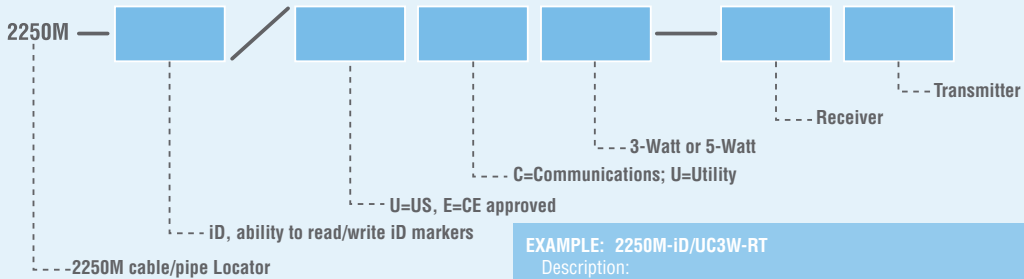 2250M
Transmitter
Receiver
3-Watt or 5-Watt
C=Communications; U=Utility
U=US, E=CE approved
iD, ability to read/write iD markers
2250M cable/pipe Locator
EXAMPLE: 2250M-iD/UC3W-RT
Description: